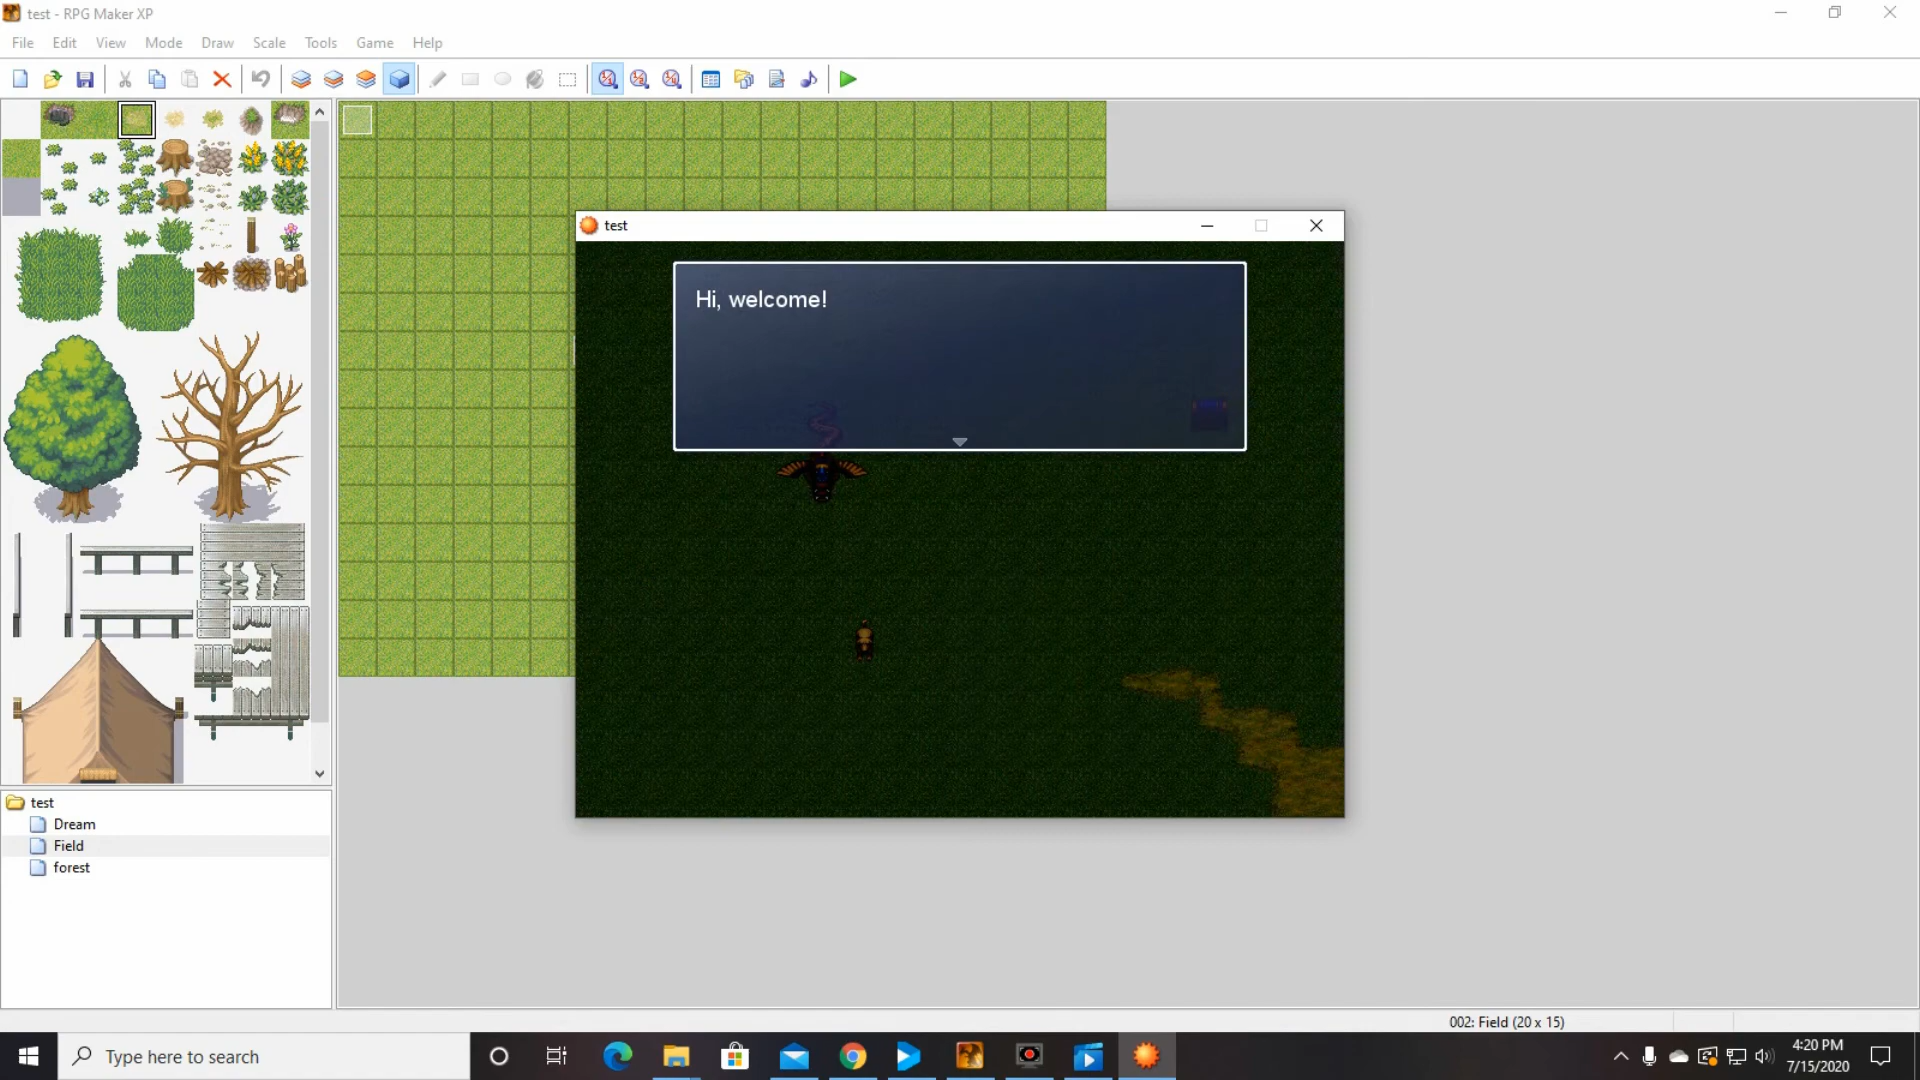 test - RPG Maker XP
File Edit View Mode Draw Scale Tools Game Help
test
Hi, welcome!
test
Dream
Field
forest
002: Field (20 x 15)
Type here to search
4:20 PM
7/15/2020